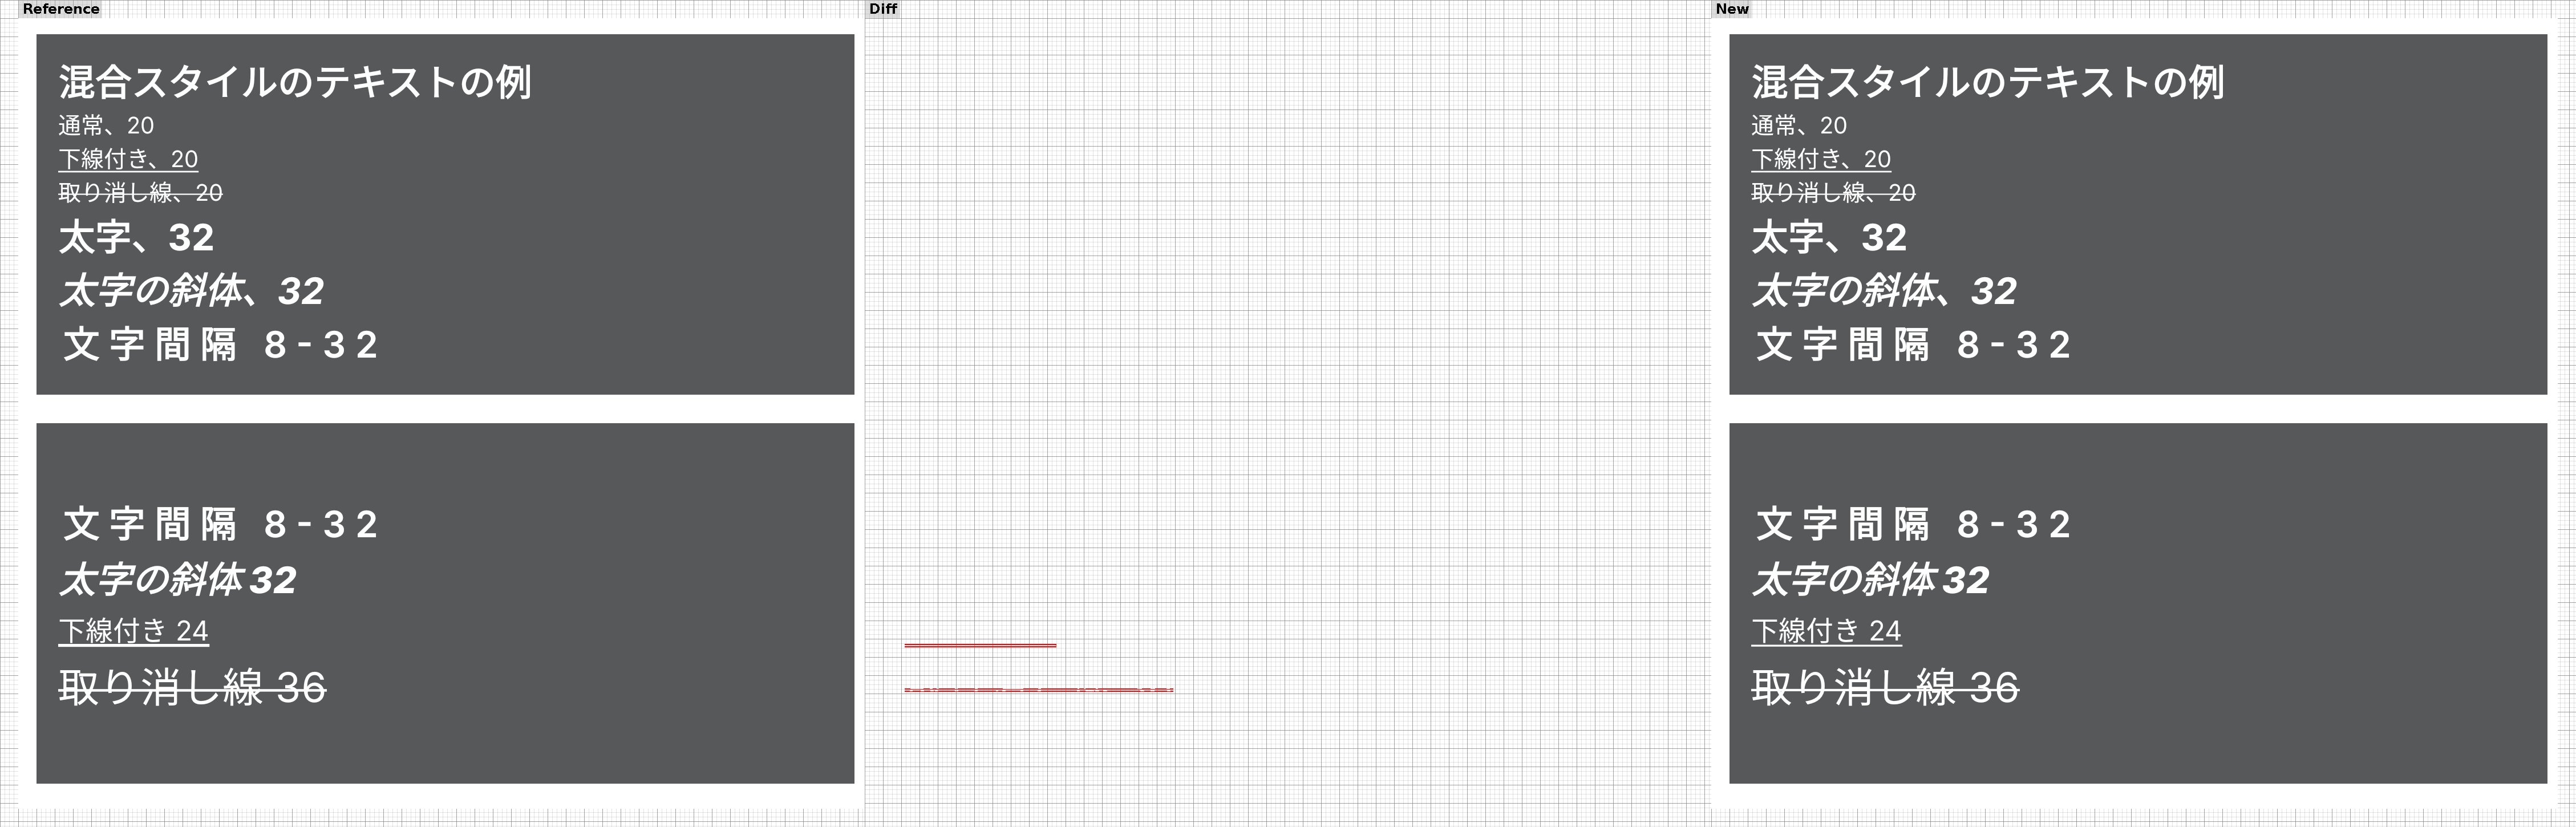 Reference
混合スタイルのテキストの例
通常、20
下線付き、20
取り消し線、20
太字、32
太字の斜体、32
文字間隔 8-32
文字間隔 8-32
太字の斜体 32
下線付き 24
取り消し線 36
Diff
New
混合スタイルのテキストの例
通常、20
下線付き、20
取り消し線、20
太字、32
太字の斜体、32
文字間隔 8-32
文字間隔 8-32
太字の斜体 32
下線付き 24
取り消し線 36